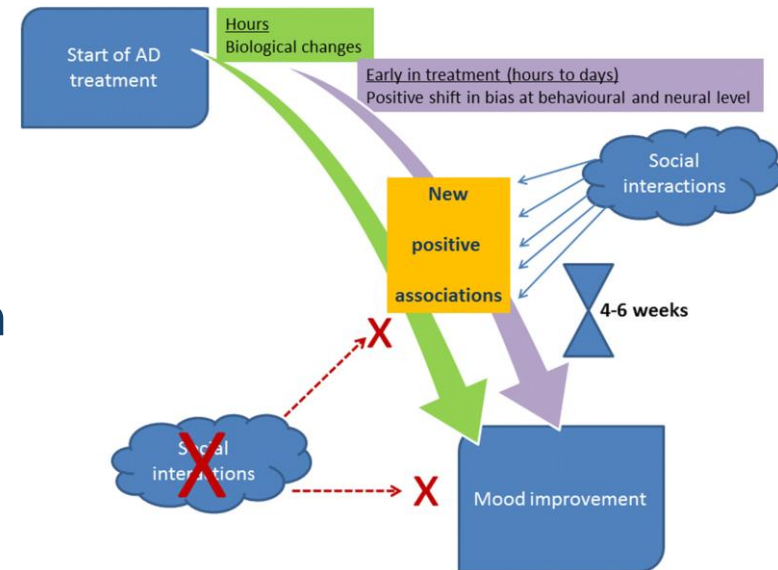 Hours
Biological changes
Start of AD
treatment
Early in treatment (hours to days)
Positive shift in bias at behavioural and neural level
Social
interactions
New
positive
associations
4-6 weeks
X
X
Social
interactions
X
Mood improvement